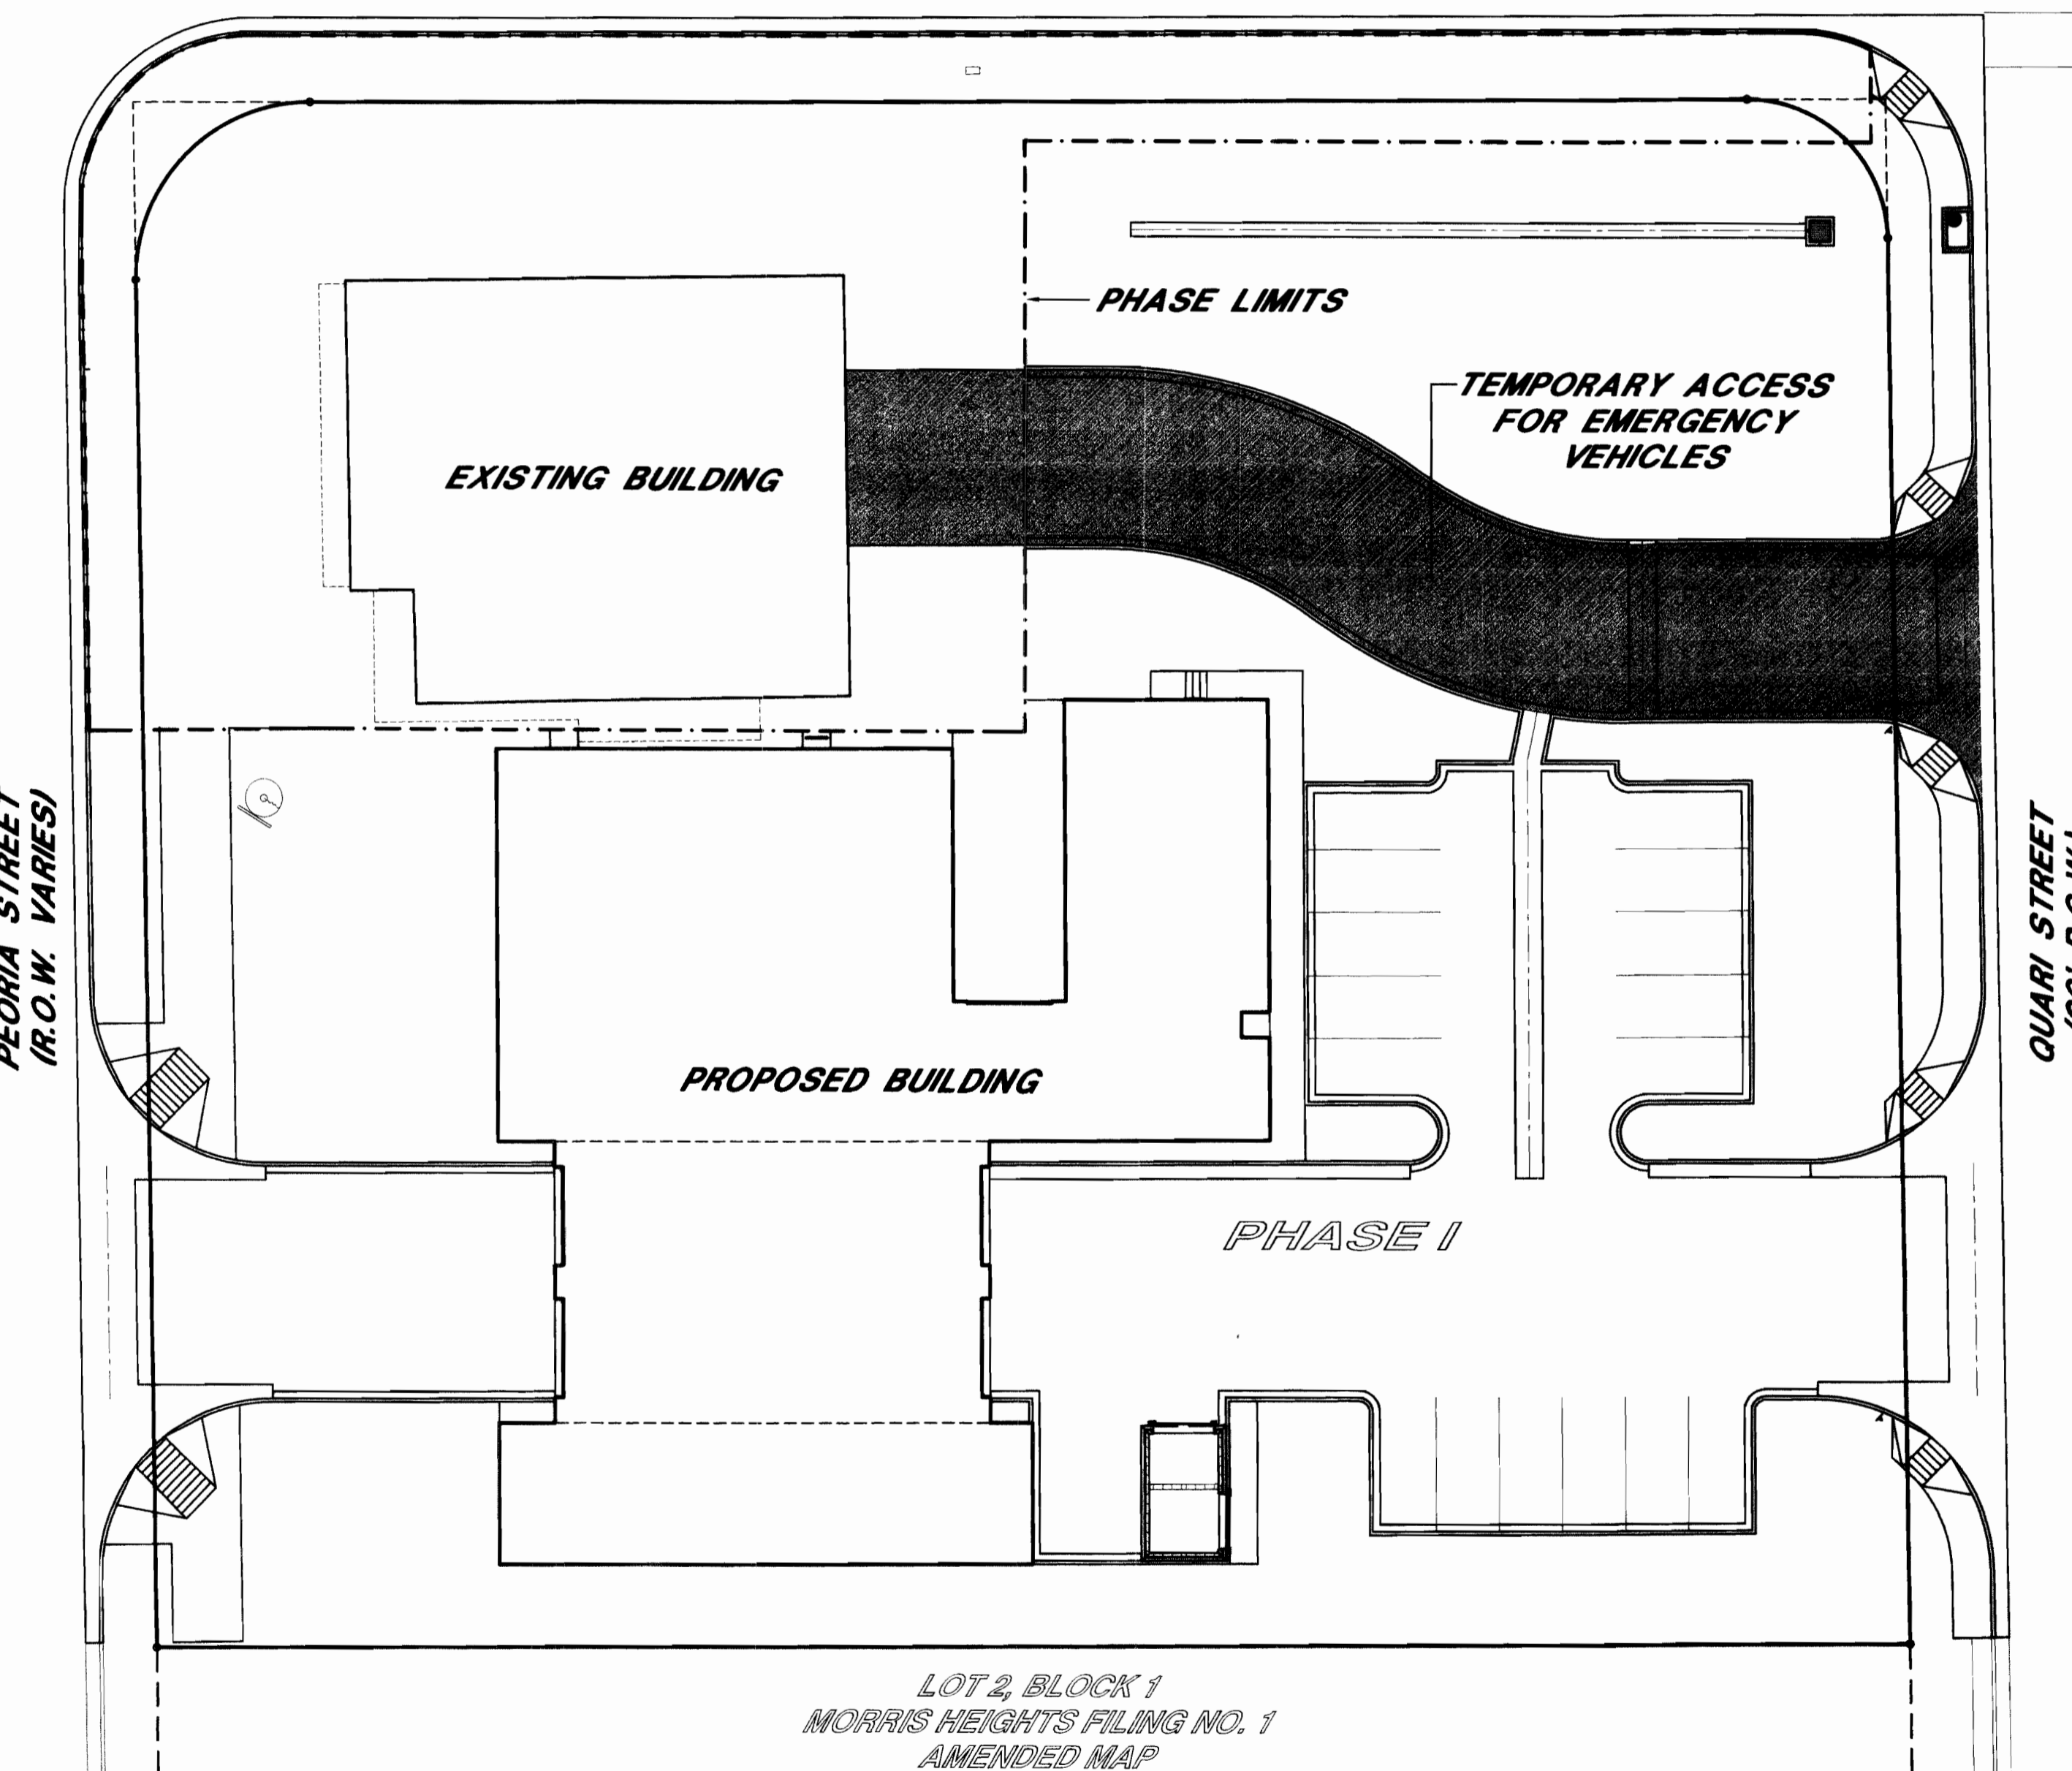 PHASE LIMITS
TEMPORARY ACCESS
FOR EMERGENCY
VEHICLES
EXISTING BUILDING
PEORIA STREET
(R.O.W. VARIES)
QUARI STREET
PROPOSED BUILDING
PHASE I
LOT 2, BLOCK 1
MORRIS HEIGHTS FILING NO. 1
AMENDED MAP